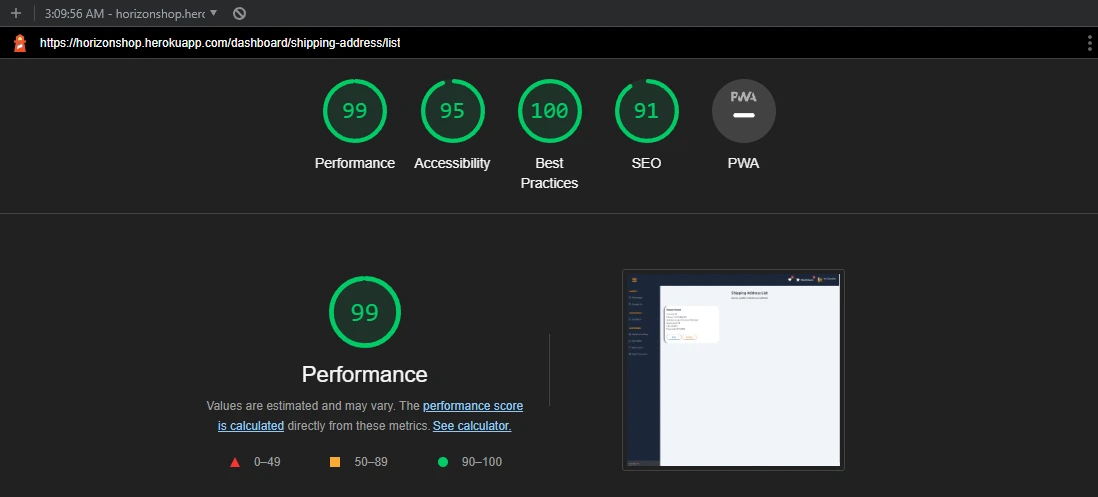 3:09:56 AM - horizonshop.herc
https://horizonshop.herokuapp.com/dashboard/shipping-address/list
99 95 100 91 PWA
Performance Accessibility Best Practices SEO PWA
99
Performance
Values are estimated and may vary. The performance score
is calculated directly from these metrics. See calculator.
0–49 50–89 90–100
Shipping Address List